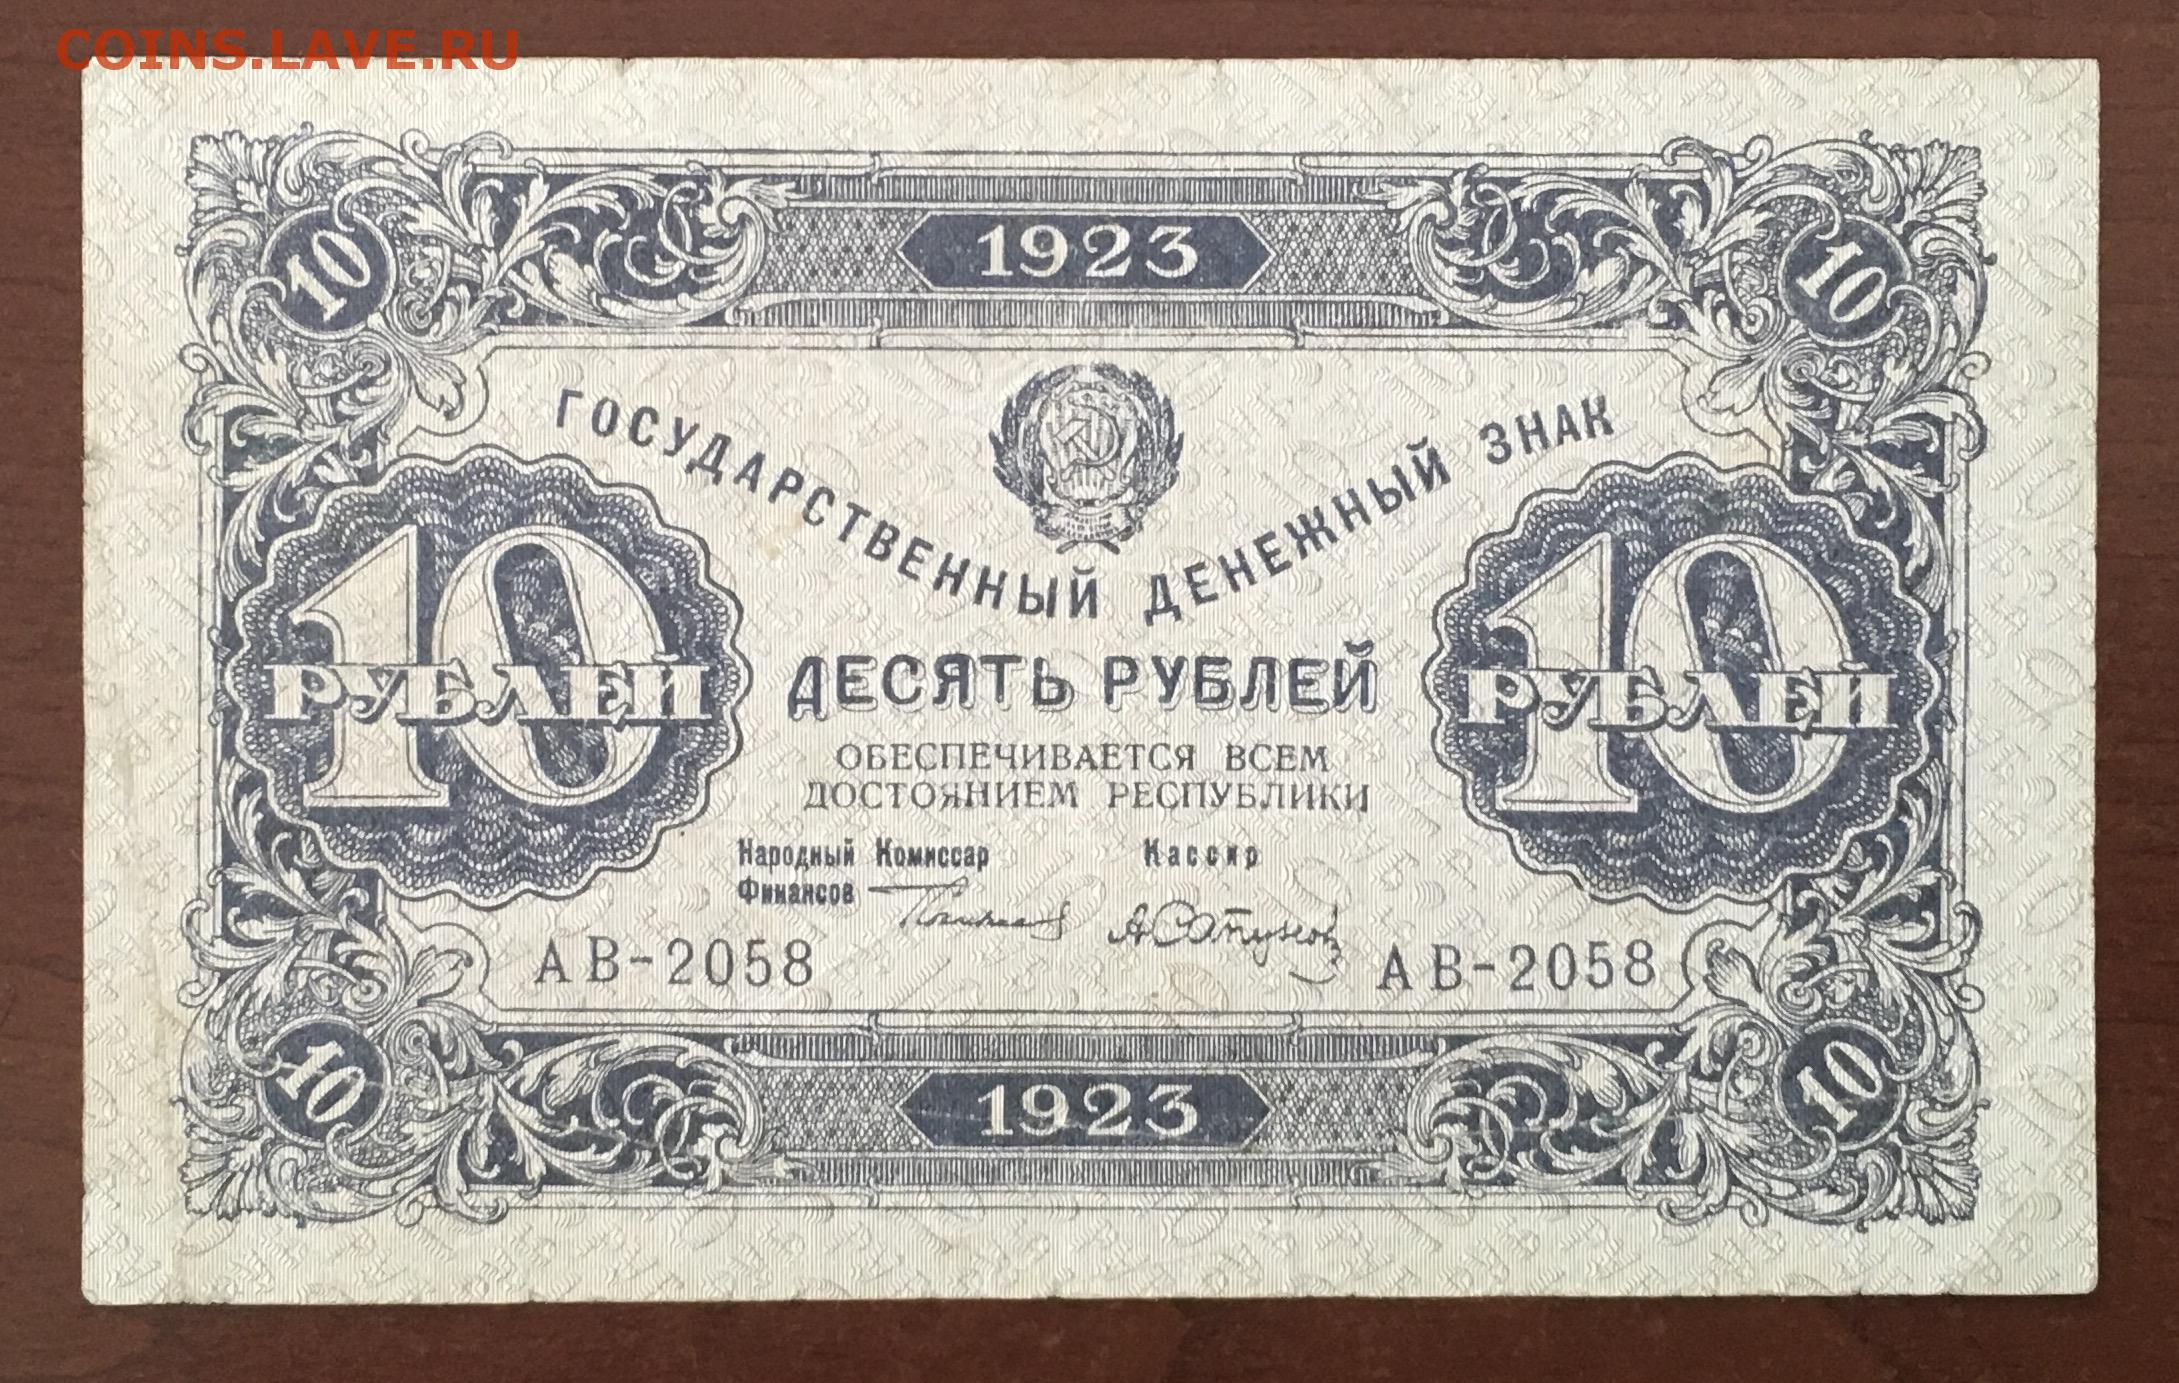 COINS.LAVE.RU
1923
10 10
ГОСУДАРСТВЕННЫЙ ДЕНЕЖНЫЙ ЗНАК
10 РУБЛЕЙ
ДЕСЯТЬ РУБЛЕЙ
10 РУБЛЕЙ
ОБЕСПЕЧИВАЕТСЯ ВСЕМ
ДОСТОЯНИЕМ РЕСПУБЛИКИ
Народный Комиссар
Финансов
Кассир
АВ-2058 АВ-2058
10 10
1923